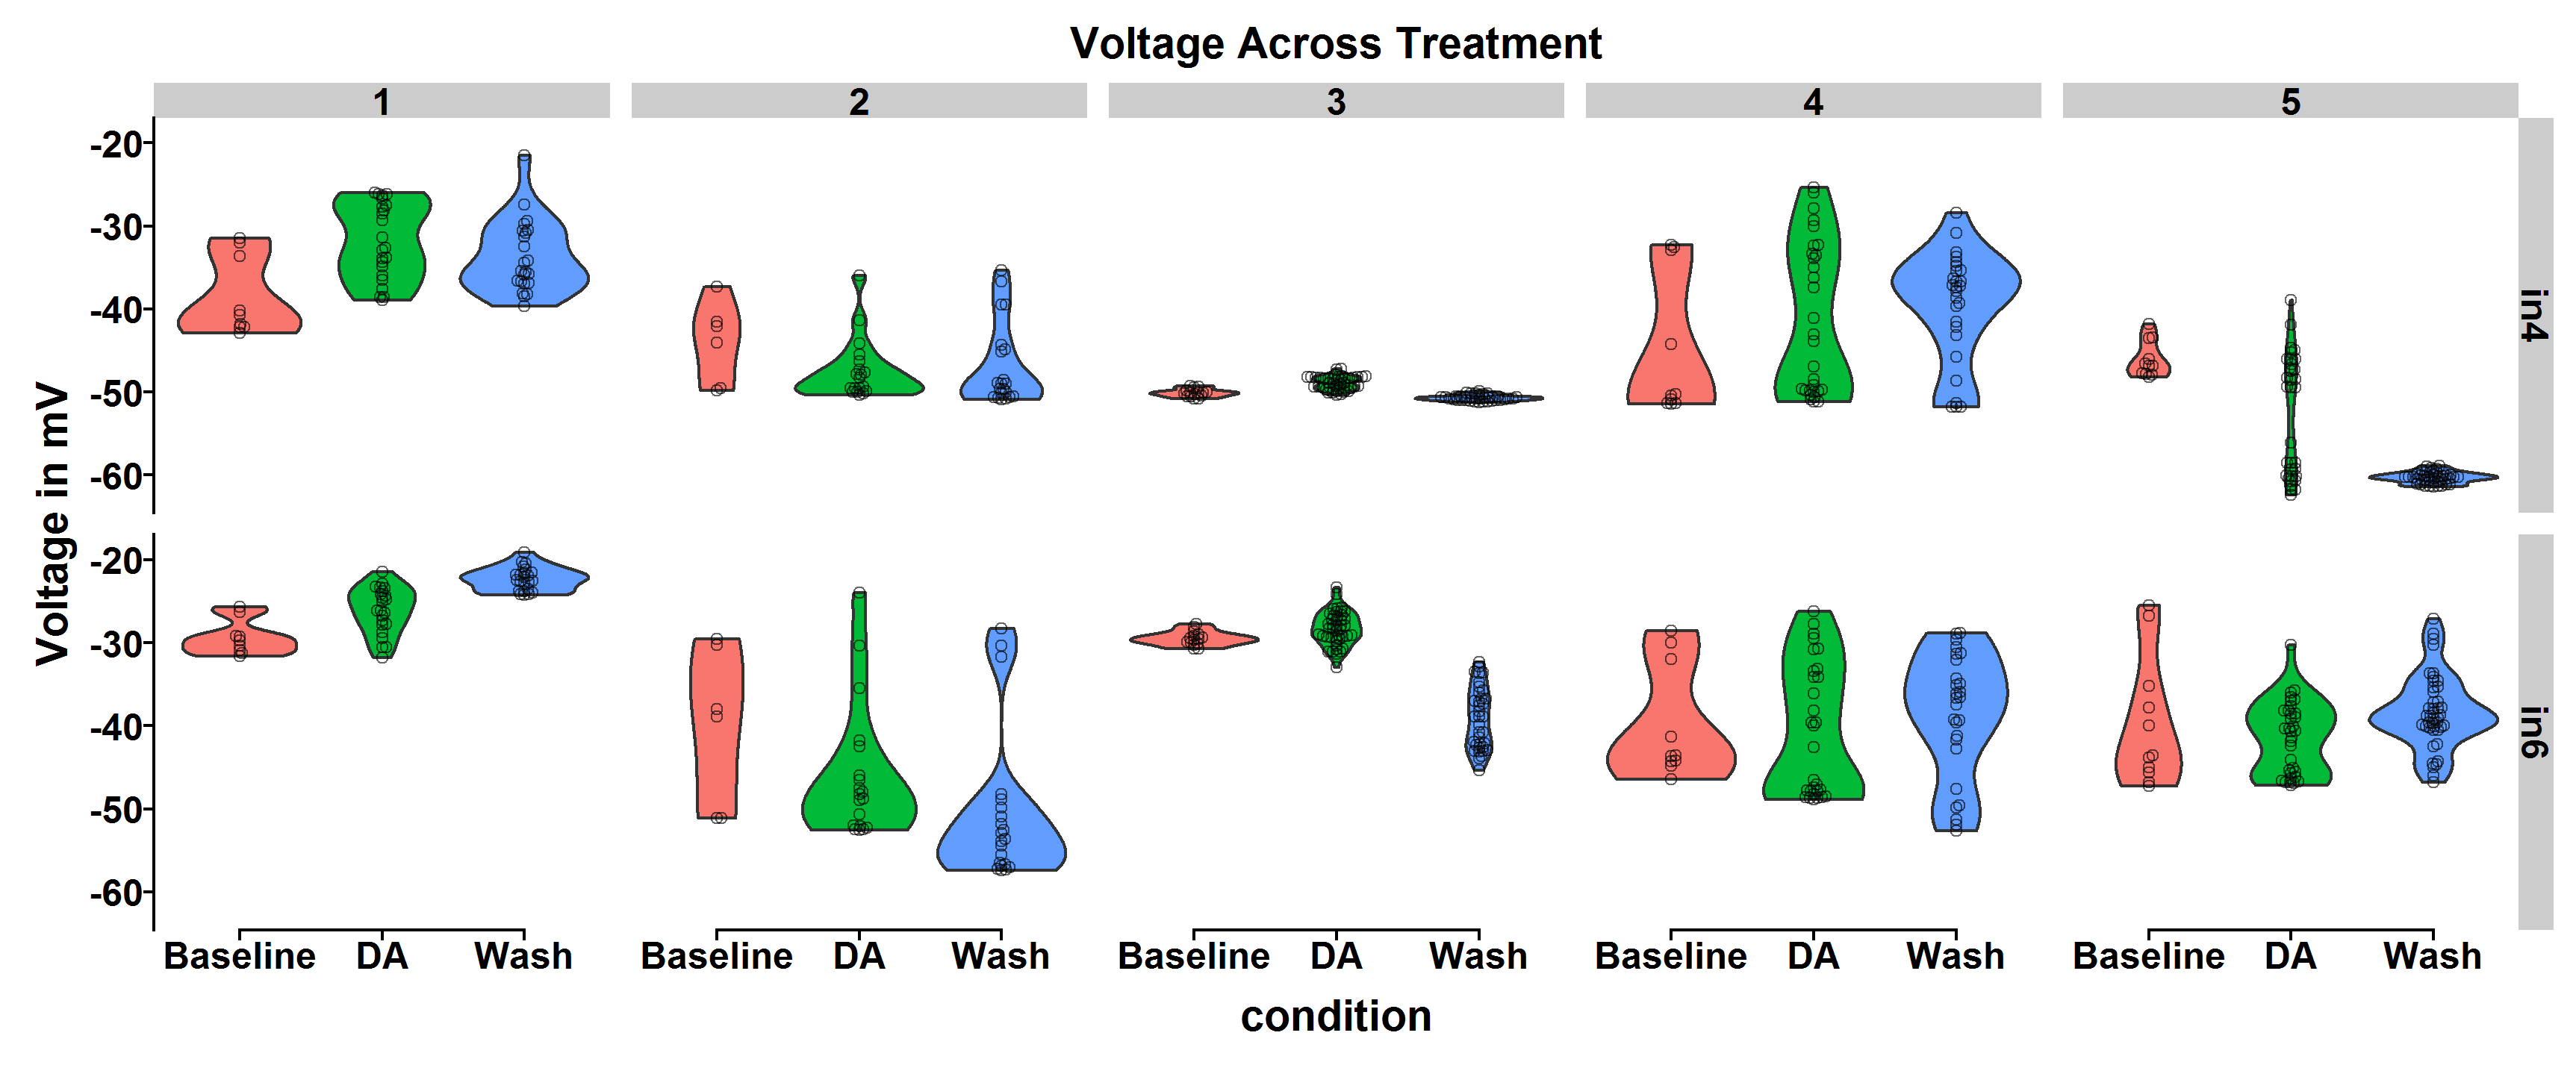 Voltage Across Treatment
1 2 3 4 5
-20
-30
-40
-50
-60
in4
Voltage in mV
-20
-30
-40
-50
-60
in6
Baseline DA Wash Baseline DA Wash Baseline DA Wash Baseline DA Wash Baseline DA Wash
condition